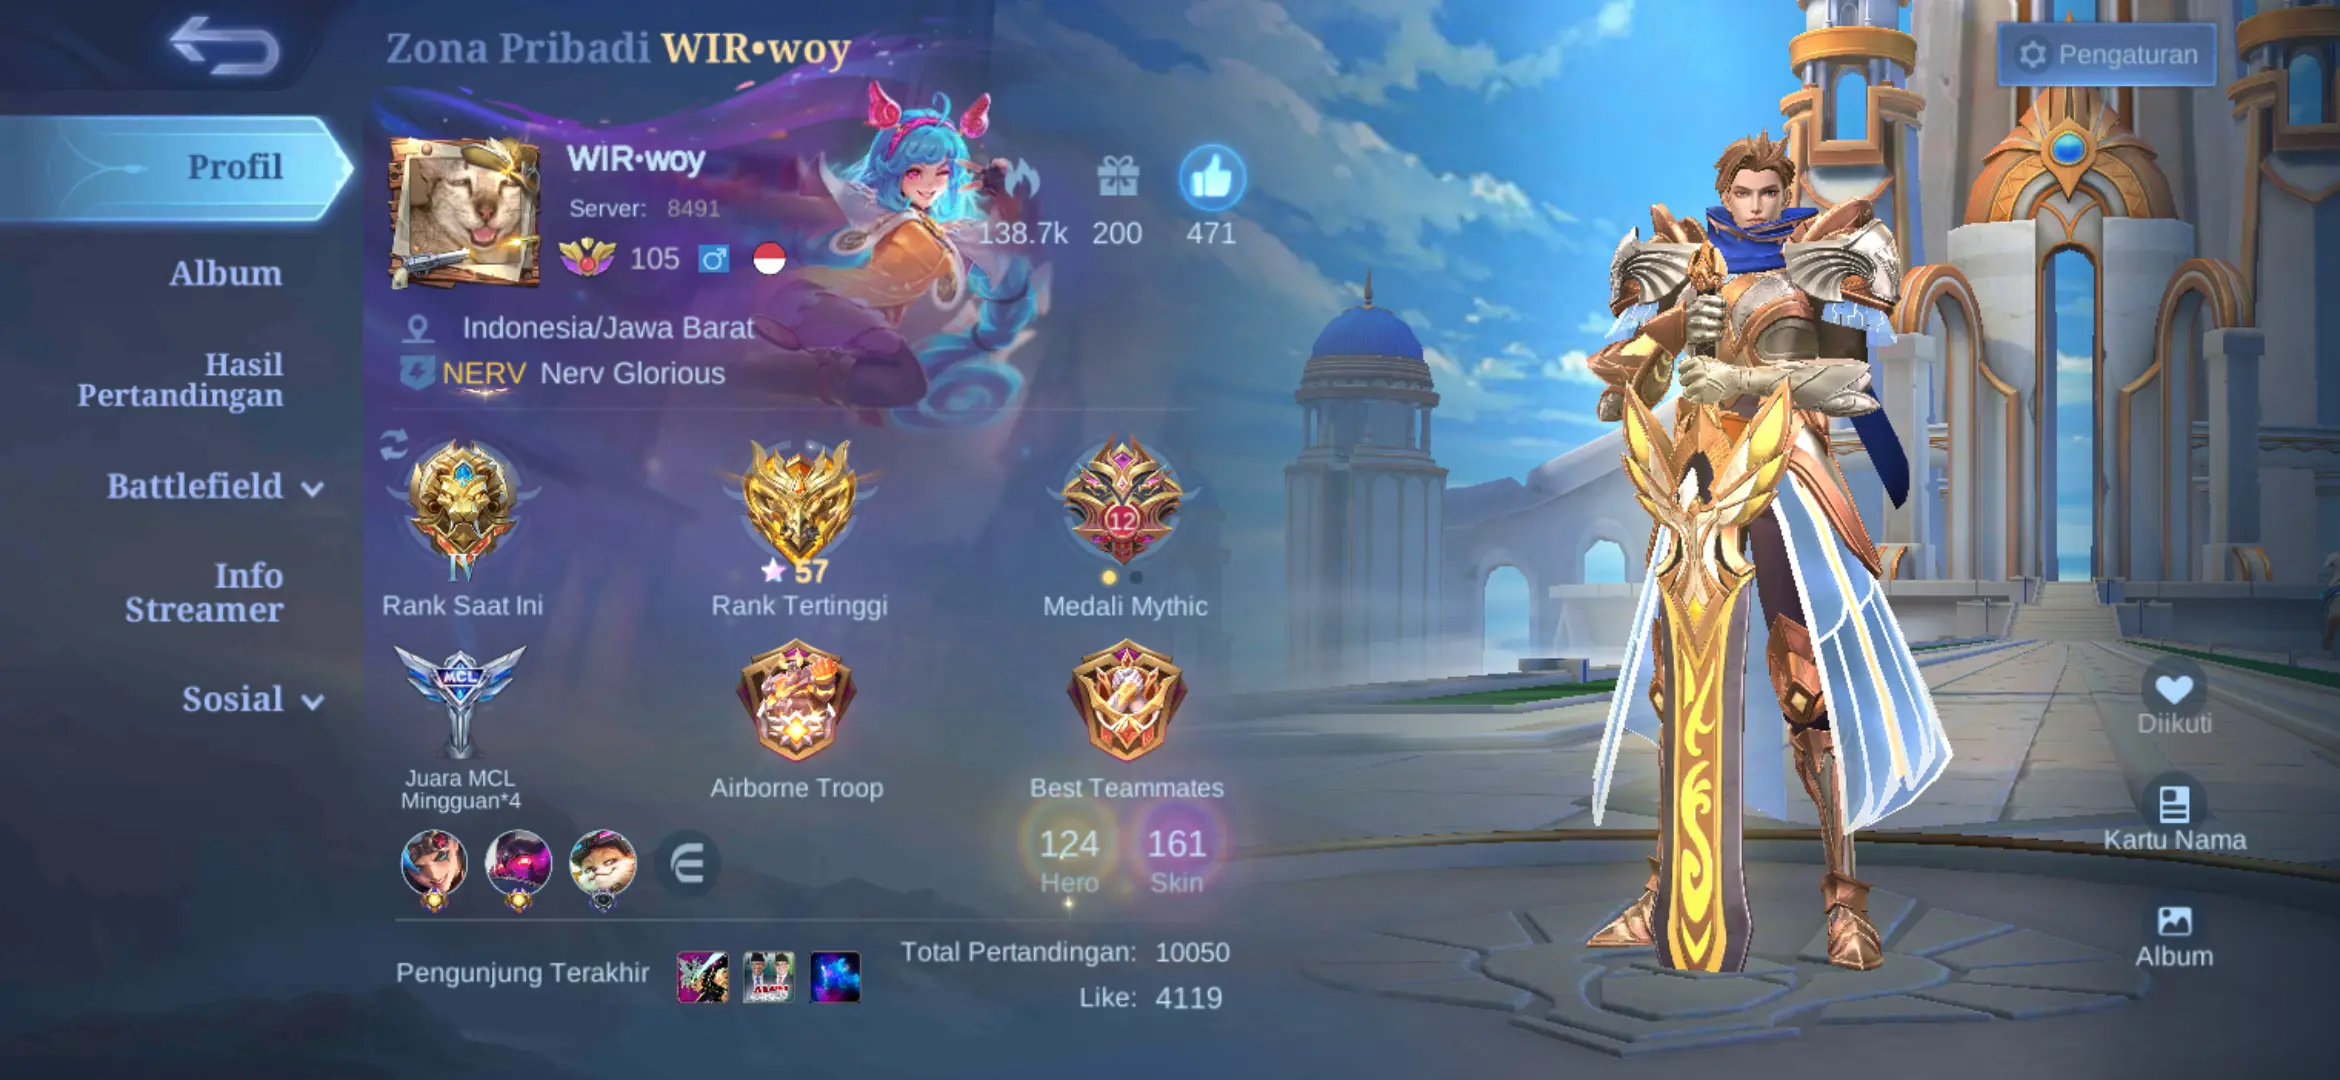 Zona Pribadi WIR•woy
Pengaturan
Profil
Album
Hasil
Pertandingan
Battlefield
Info
Streamer
Sosial
WIR•woy
Server: 8491
105
138.7k
200
471
Indonesia/Jawa Barat
NERV Nerv Glorious
IV
Rank Saat Ini
57
Rank Tertinggi
12
Medali Mythic
MCL
Juara MCL
Mingguan*4
Airborne Troop
Best Teammates
124
Hero
161
Skin
Pengunjung Terakhir
Total Pertandingan: 10050
Like: 4119
Diikuti
Kartu Nama
Album